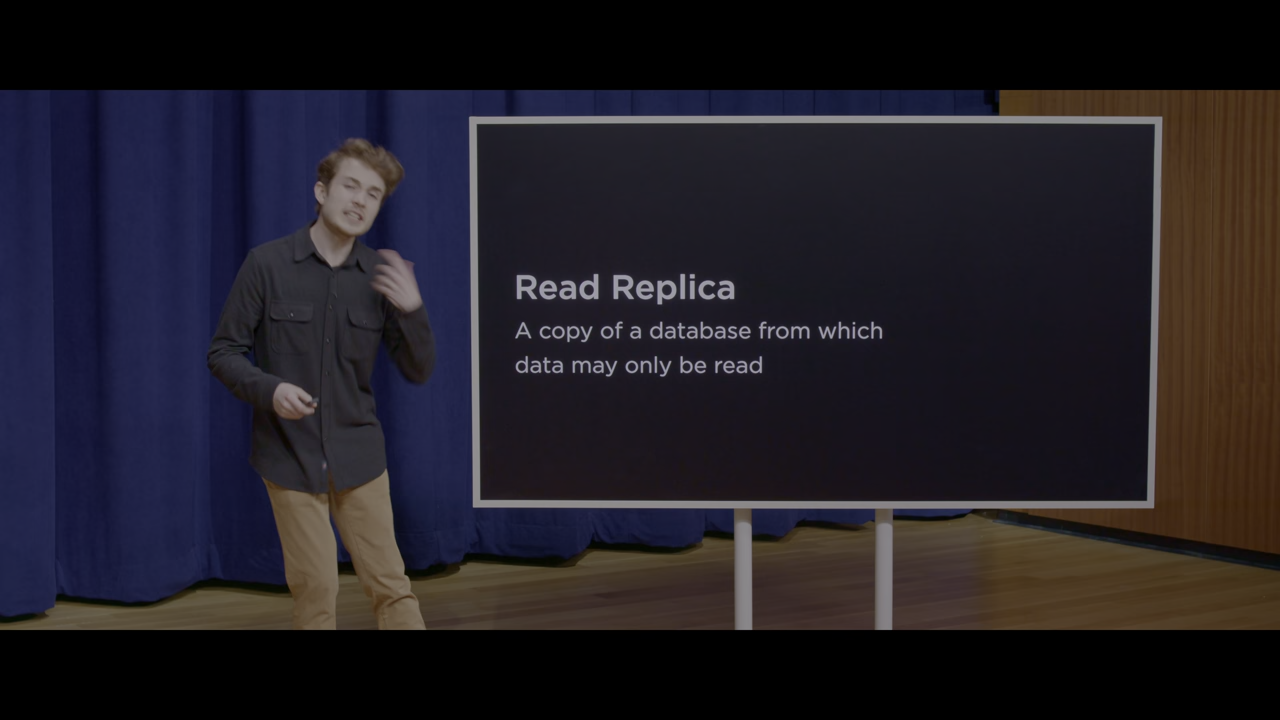 Read Replica
A copy of a database from which
data may only be read